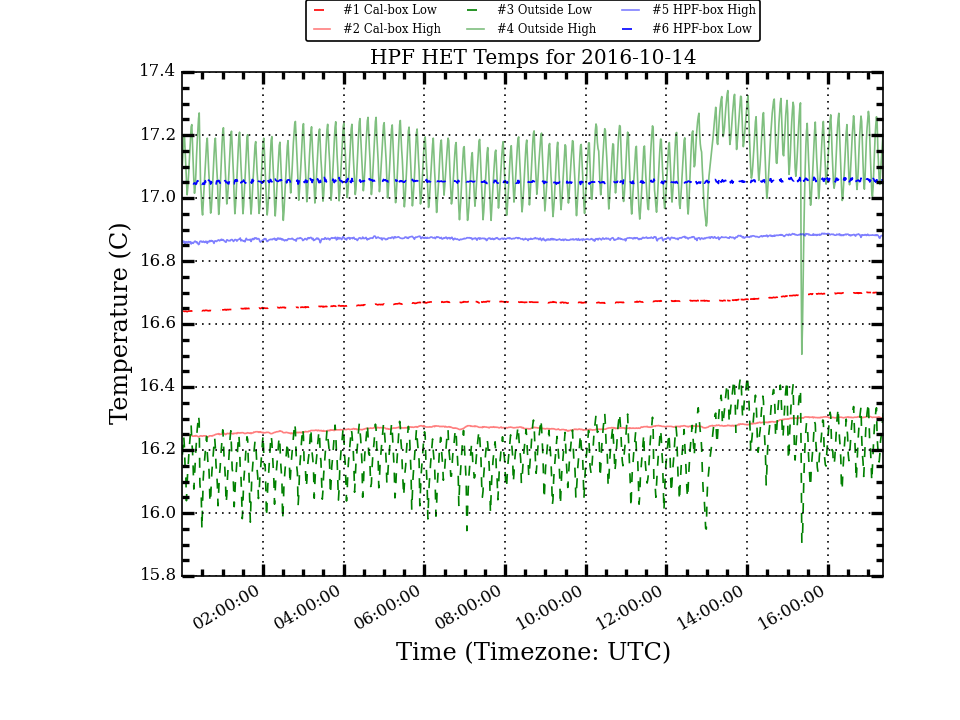 #1 Cal-box Low #3 Outside Low #5 HPF-box High
#2 Cal-box High #4 Outside High #6 HPF-box Low
HPF HET Temps for 2016-10-14
17.4
17.2
17.0
16.8
16.6
16.4
16.2
16.0
15.8
Temperature (C)
02:00:00 04:00:00 06:00:00 08:00:00 10:00:00 12:00:00 14:00:00 16:00:00
Time (Timezone: UTC)